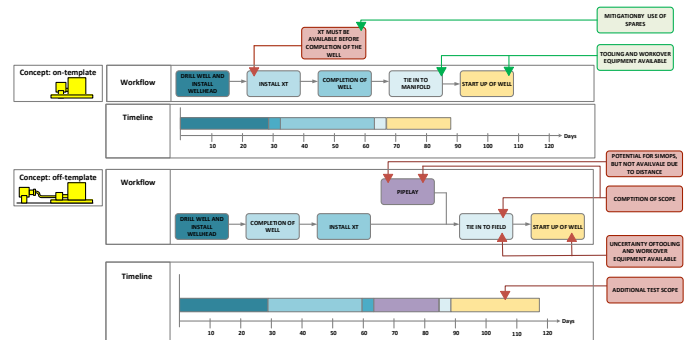 MITIGATIONBY USE OF
SPARES
XT MUST BE
AVAILABLE BEFORE
COMPLETION OF THE
WELL
TOOLING AND WORKOVER
EQUIPMENT AVAILABLE
Concept: on-template
Workflow
DRILL WELL AND
INSTALL
WELLHEAD
INSTALL XT
COMPLETION OF
WELL
TIE IN TO
MANIFOLD
START UP OF WELL
Timeline
10 20 30 40 50 60 70 80 90 100 110 120 Days
Concept: off-template
Workflow
POTENTIAL FOR SIMOPS,
BUT NOT AVAILVALE DUE
TO DISTANCE
PIPELAY
COMPTITION OF SCOPE
DRILL WELL AND
INSTALL
WELLHEAD
COMPLETION OF
WELL
INSTALL XT
TIE IN TO FIELD
START UP OF WELL
UNCERTAINTY OFTOOLING
AND WORKOVER
EQUIPMENT AVAILABLE
Timeline
ADDITIONAL TEST SCOPE
10 20 30 40 50 60 70 80 90 100 110 120 Days